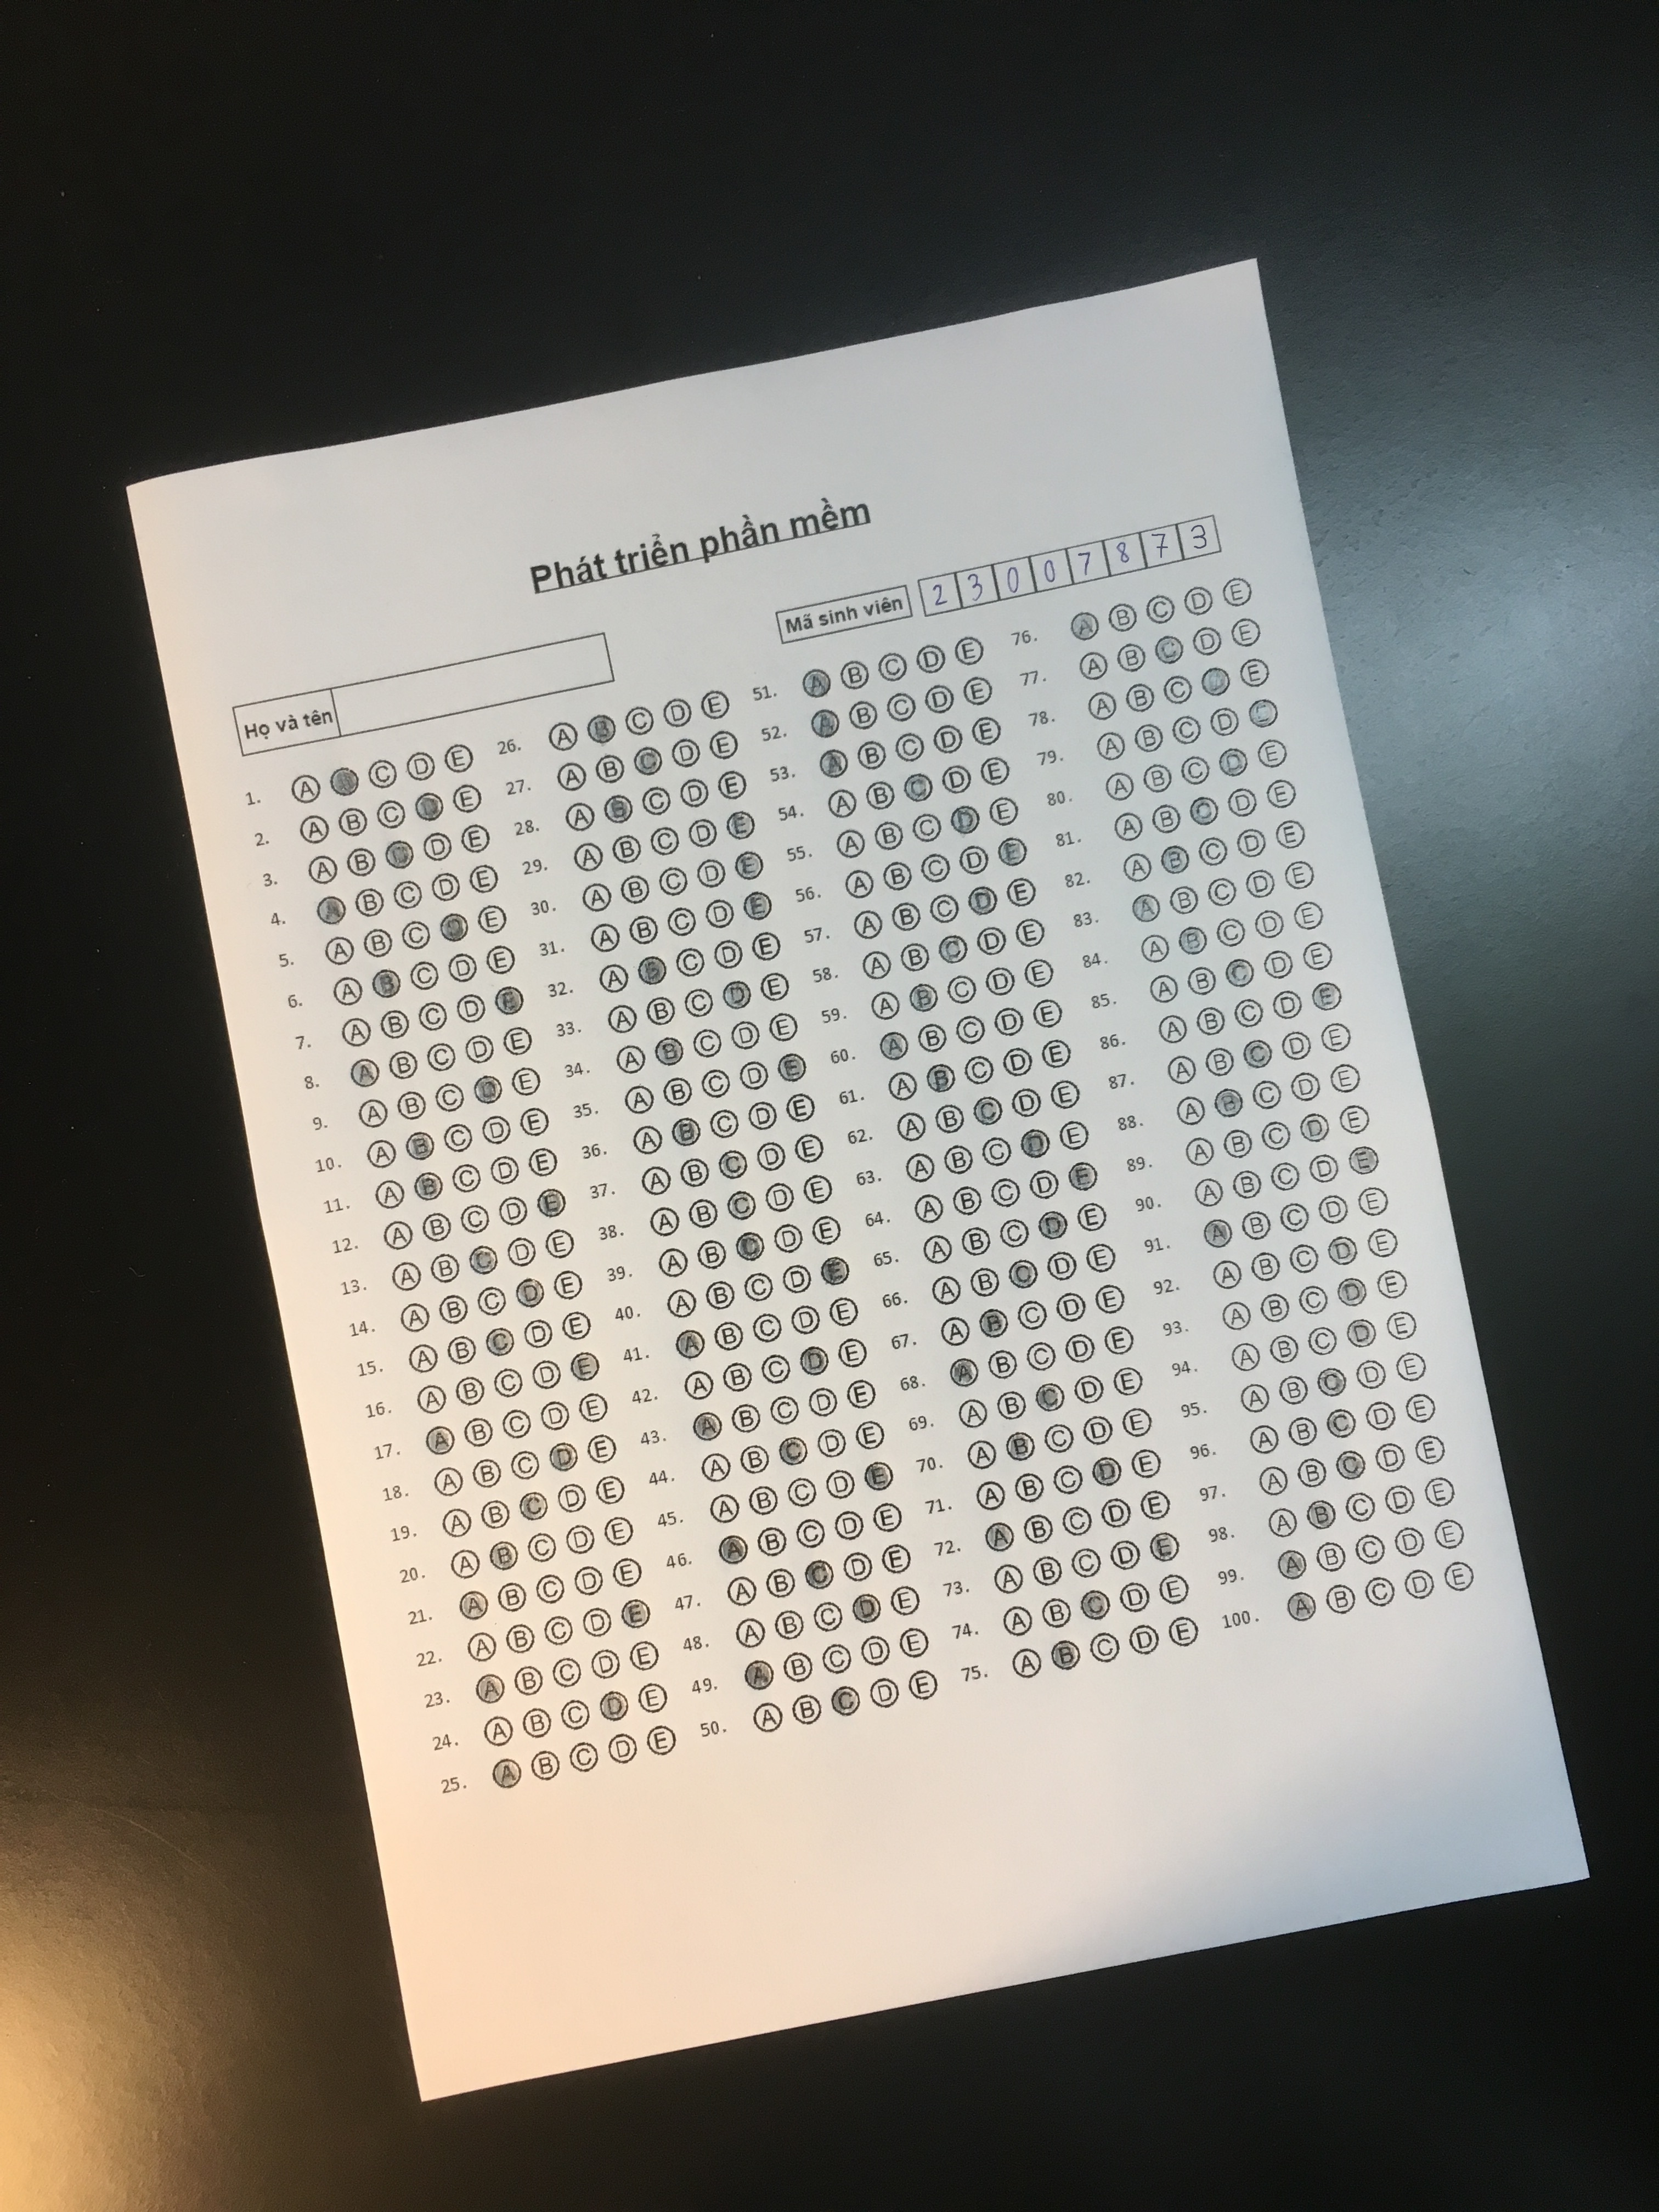 Phát triển phần mềm
Mã sinh viên 2 3 0 0 7 8 7 3
Họ và tên
1. A C D E
2. A B C D E
3. A B C D E
4. A B C D E
5. A B C D E
6. A B C D E
7. A B C D E
8. A B C D E
9. A B C D E
10. A B C D E
11. A B C D E
12. A B C D E
13. A B C D E
14. A B C D E
15. A B C D E
16. A B C D E
17. A B C D E
18. A B C D E
19. A B C D E
20. A B C D E
21. A B C D E
22. A B C D E
23. A B C D E
24. A B C D E
25. A B C D E
26. A B C D E
27. A B C D E
28. A B C D E
29. A B C D E
30. A B C D E
31. A B C D E
32. A B C D E
33. A B C D E
34. A B C D E
35. A B C D E
36. A B C D E
37. A B C D E
38. A B C D E
39. A B C D E
40. A B C D E
41. A B C D E
42. A B C D E
43. A B C D E
44. A B C D E
45. A B C D E
46. A B C D E
47. A B C D E
48. A B C D E
49. A B C D E
50. A B C D E
51. A B C D E
52. A B C D E
53. A B C D E
54. A B C D E
55. A B C D E
56. A B C D E
57. A B C D E
58. A B C D E
59. A B C D E
60. A B C D E
61. A B C D E
62. A B C D E
63. A B C D E
64. A B C D E
65. A B C D E
66. A B C D E
67. A B C D E
68. A B C D E
69. A B C D E
70. A B C D E
71. A B C D E
72. A B C D E
73. A B C D E
74. A B C D E
75. A B C D E
76. A B C D E
77. A B C D E
78. A B C D E
79. A B C D
80. A B C D E
81. A B C D E
82. A B C D E
83. A B C D E
84. A B C D E
85. A B C D E
86. A B C D E
87. A B C D E
88. A B C D E
89. A B C D E
90. A B C D E
91. A B C D E
92. A B C D E
93. A B C D E
94. A B C D E
95. A B C D E
96. A B C D E
97. A B C D E
98. A B C D E
99. A B C D E
100. A B C D E